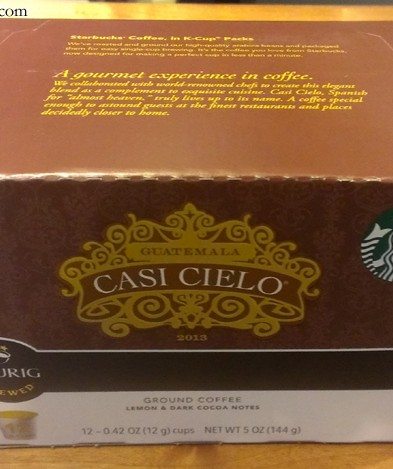 .com
Starbucks® Coffee, in K-Cup® Packs
We've roasted and ground our high-quality arabica beans and packaged
them for easy single-cup brewing. It's the coffee you love from Starbucks,
now designed for making a perfect cup in less than a minute.
A gourmet experience in coffee.
We collaborated with world-renowned chefs to create this elegant
blend as a complement to exquisite cuisine. Casi Cielo, Spanish
for "almost heaven," truly lives up to its name. A coffee special
enough to astound guests at the finest restaurants and places
decidedly closer to home.
GUATEMALA
CASI CIELO®
2013
URIG
EWED
GROUND COFFEE
LEMON & DARK COCOA NOTES
12 - 0.42 OZ (12 g) cups NET WT 5 OZ (144 g)